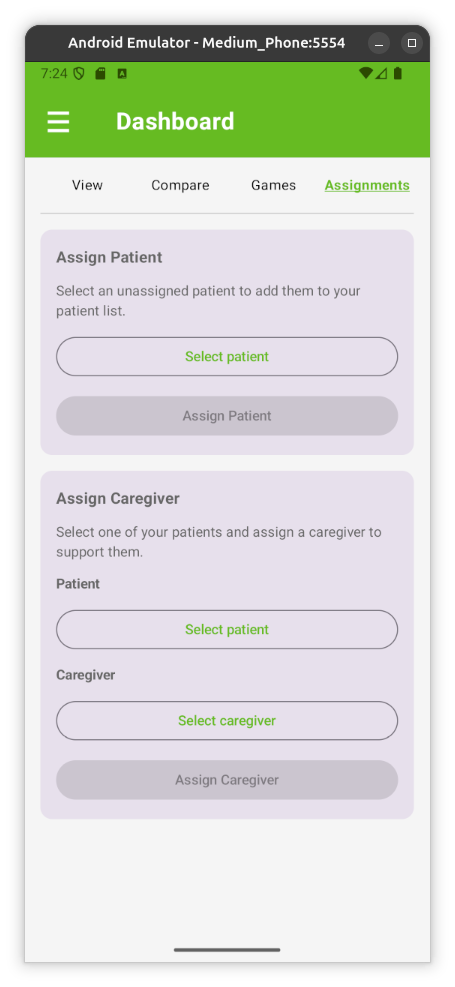 Android Emulator - Medium_Phone:5554
7:24
A
Dashboard
View Compare Games Assignments
Assign Patient
Select an unassigned patient to add them to your
patient list.
Select patient
Assign Patient
Assign Caregiver
Select one of your patients and assign a caregiver to
support them.
Patient
Select patient
Caregiver
Select caregiver
Assign Caregiver